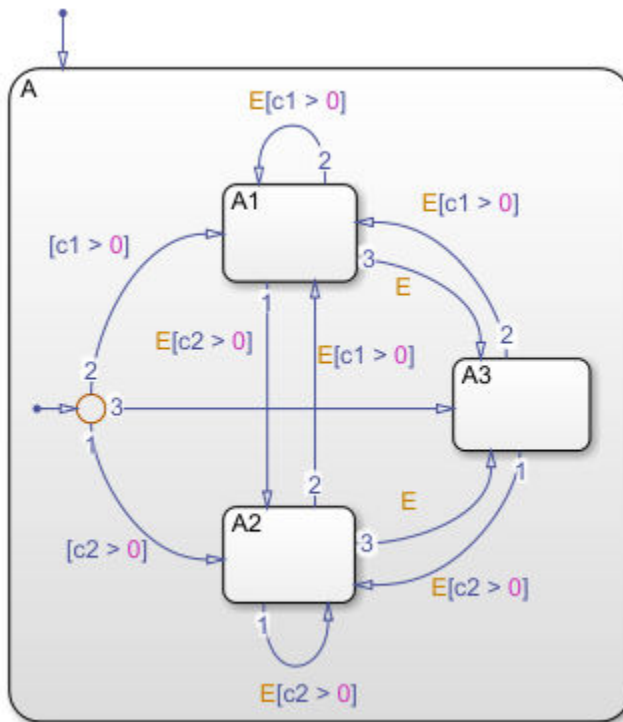 A
E[c1 > 0]
2
A1
E[c1 > 0]
[c1 > 0]
3
E
1
E[c2 > 0]
E[c1 > 0]
2
2
A3
3
1
1
2
E
A2
3
[c2 > 0]
E[c2 > 0]
1
E[c2 > 0]